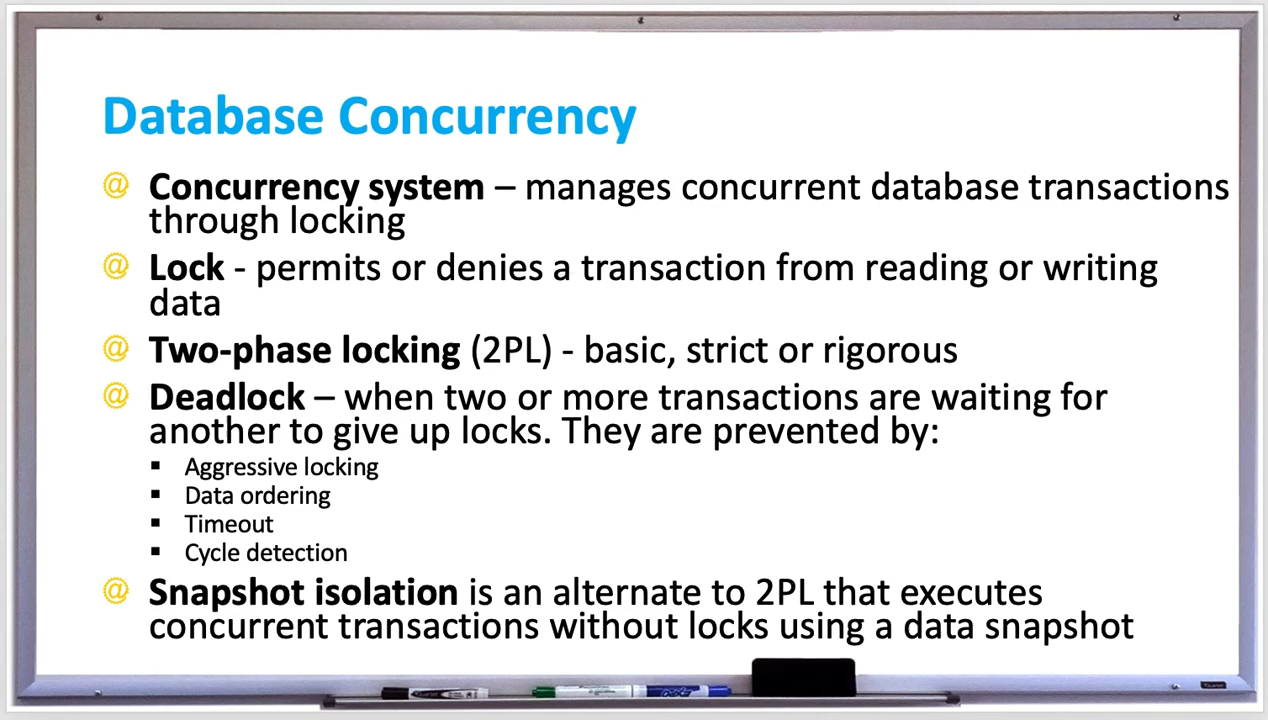 Database Concurrency
@ Concurrency system – manages concurrent database transactions
through locking
@ Lock - permits or denies a transaction from reading or writing
data
@ Two-phase locking (2PL) - basic, strict or rigorous
@ Deadlock – when two or more transactions are waiting for
another to give up locks. They are prevented by:
▪ Aggressive locking
▪ Data ordering
▪ Timeout
▪ Cycle detection
@ Snapshot isolation is an alternate to 2PL that executes
concurrent transactions without locks using a data snapshot